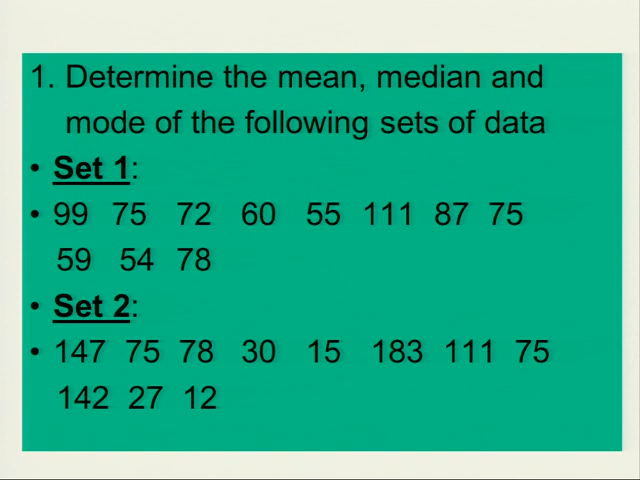 1. Determine the mean, median and
mode of the following sets of data
• Set 1:
• 99 75 72 60 55 111 87 75
59 54 78
• Set 2:
• 147 75 78 30 15 183 111 75
142 27 12